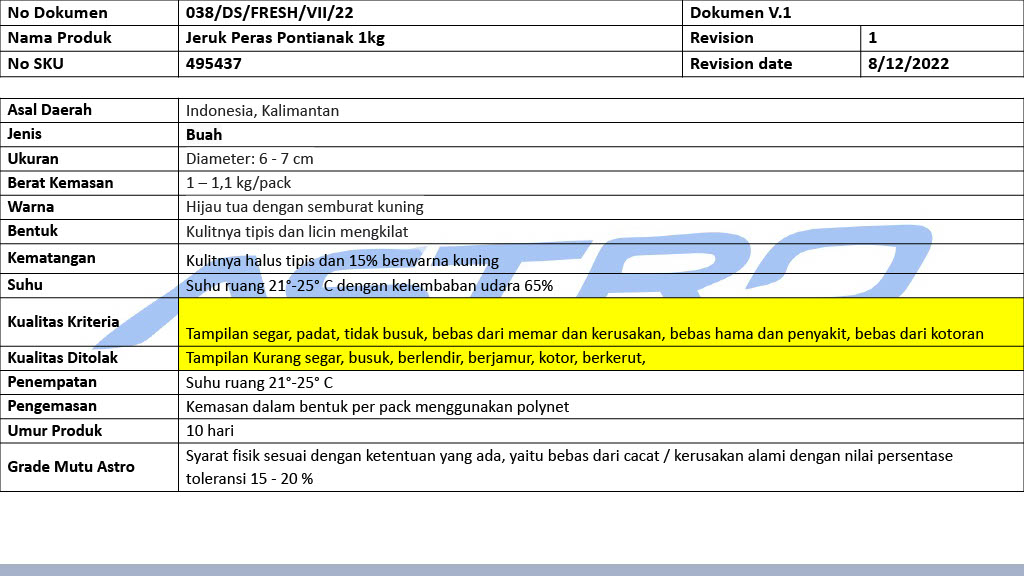 No Dokumen 038/DS/FRESH/VII/22 Dokumen V.1
Nama Produk Jeruk Peras Pontianak 1kg Revision 1
No SKU 495437 Revision date 8/12/2022
Asal Daerah Indonesia, Kalimantan
Jenis Buah
Ukuran Diameter: 6 - 7 cm
Berat Kemasan 1 – 1,1 kg/pack
Warna Hijau tua dengan semburat kuning
Bentuk Kulitnya tipis dan licin mengkilat
Kematangan Kulitnya halus tipis dan 15% berwarna kuning
Suhu Suhu ruang 21°-25° C dengan kelembaban udara 65%
Kualitas Kriteria Tampilan segar, padat, tidak busuk, bebas dari memar dan kerusakan, bebas hama dan penyakit, bebas dari kotoran
Kualitas Ditolak Tampilan Kurang segar, busuk, berlendir, berjamur, kotor, berkerut,
Penempatan Suhu ruang 21°-25° C
Pengemasan Kemasan dalam bentuk per pack menggunakan polynet
Umur Produk 10 hari
Grade Mutu Astro Syarat fisik sesuai dengan ketentuan yang ada, yaitu bebas dari cacat / kerusakan alami dengan nilai persentase
toleransi 15 - 20 %
ASTRO